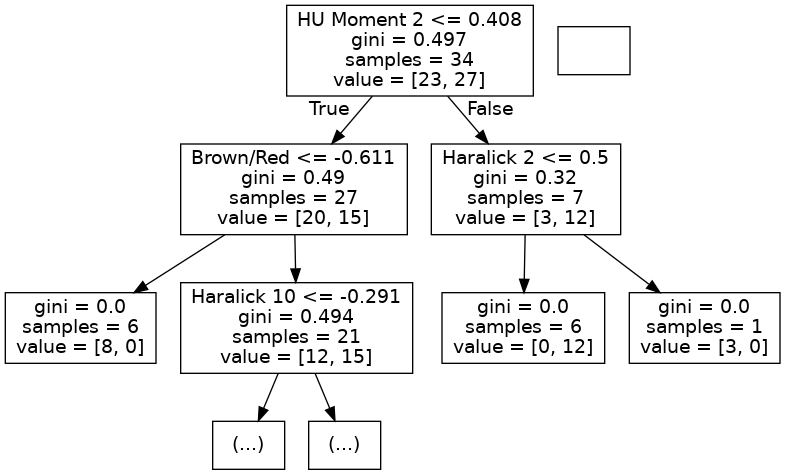 HU Moment 2 <= 0.408
gini = 0.497
samples = 34
value = [23, 27]
True
False
Brown/Red <= -0.611
gini = 0.49
samples = 27
value = [20, 15]
Haralick 2 <= 0.5
gini = 0.32
samples = 7
value = [3, 12]
gini = 0.0
samples = 6
value = [8, 0]
Haralick 10 <= -0.291
gini = 0.494
samples = 21
value = [12, 15]
gini = 0.0
samples = 6
value = [0, 12]
gini = 0.0
samples = 1
value = [3, 0]
(...)
(...)